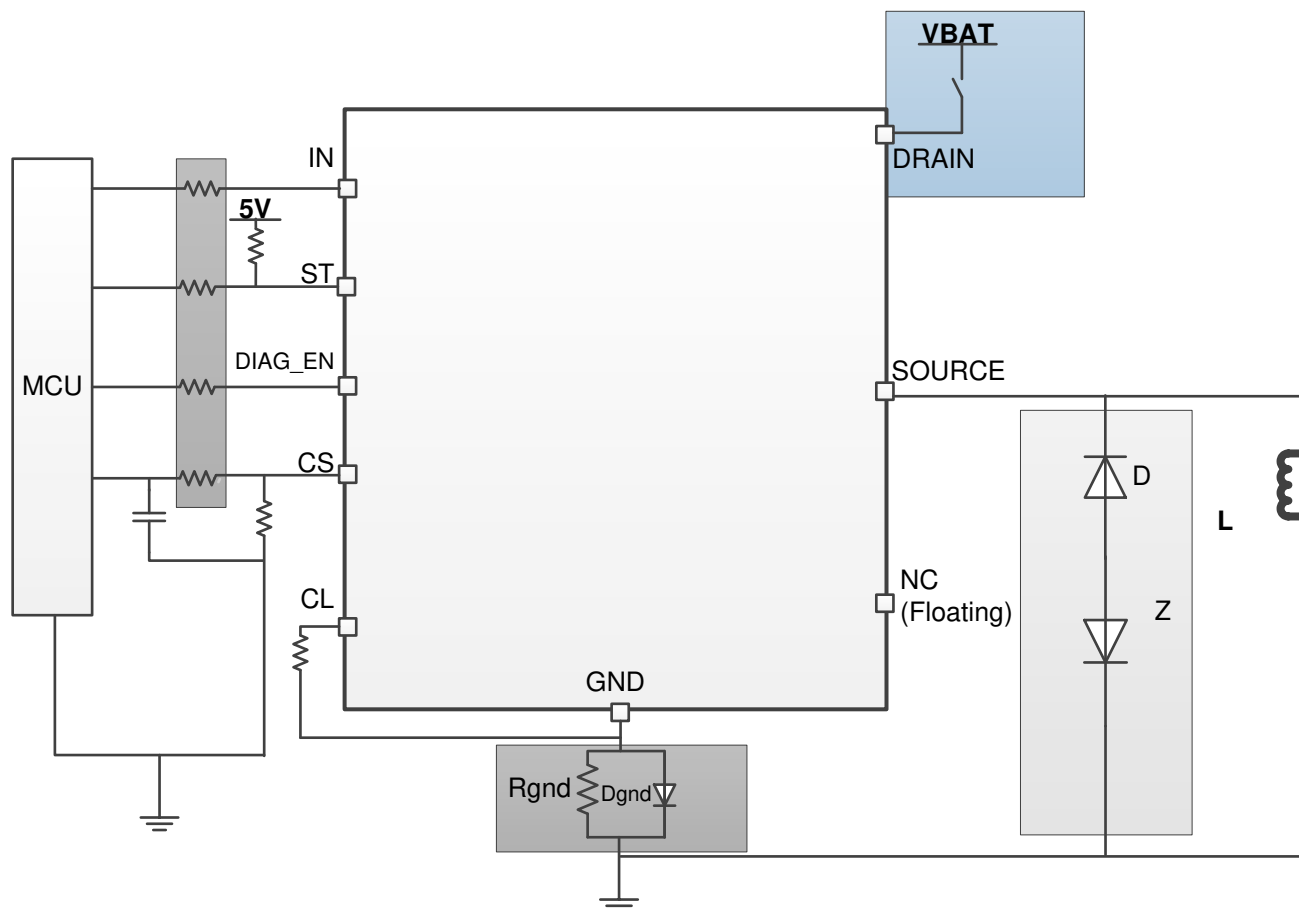 VBAT
DRAIN
IN
5V
ST
DIAG_EN
MCU
SOURCE
CS
D
L
NC
(Floating)
CL
Z
GND
Rgnd
Dgnd